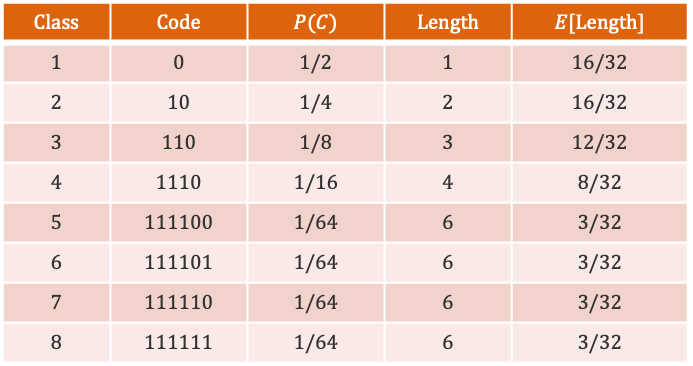 Class Code P(C) Length E[Length]
1 0 1/2 1 16/32
2 10 1/4 2 16/32
3 110 1/8 3 12/32
4 1110 1/16 4 8/32
5 111100 1/64 6 3/32
6 111101 1/64 6 3/32
7 111110 1/64 6 3/32
8 111111 1/64 6 3/32